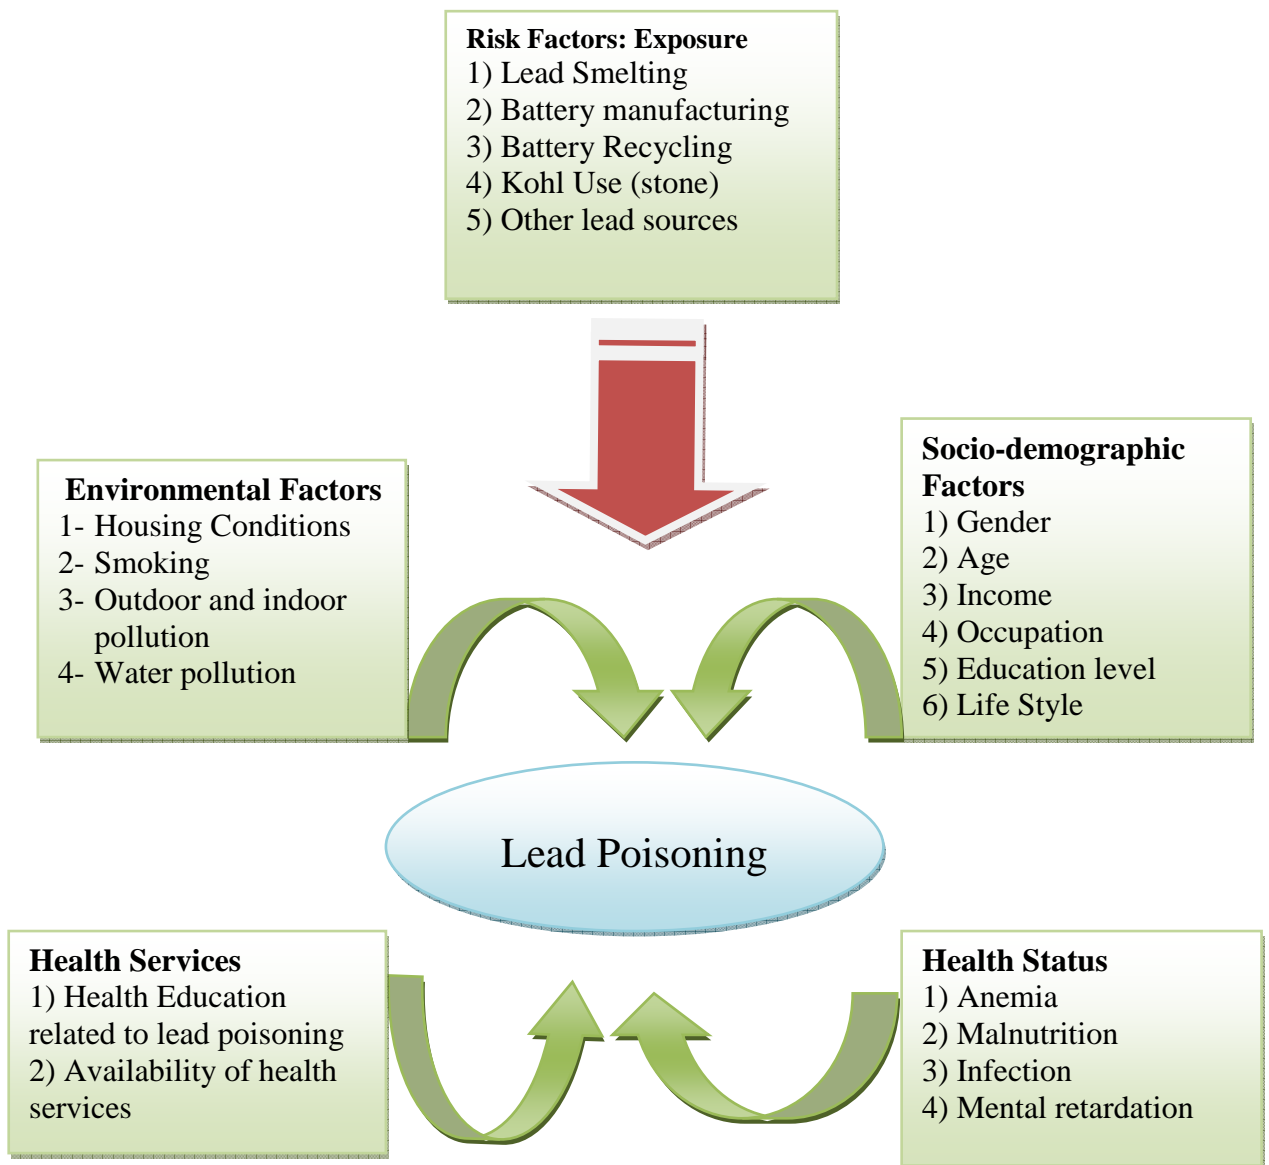 Risk Factors: Exposure
1) Lead Smelting
2) Battery manufacturing
3) Battery Recycling
4) Kohl Use (stone)
5) Other lead sources
Environmental Factors
1- Housing Conditions
2- Smoking
3- Outdoor and indoor
pollution
4- Water pollution
Socio-demographic
Factors
1) Gender
2) Age
3) Income
4) Occupation
5) Education level
6) Life Style
Lead Poisoning
Health Services
1) Health Education
related to lead poisoning
2) Availability of health
services
Health Status
1) Anemia
2) Malnutrition
3) Infection
4) Mental retardation